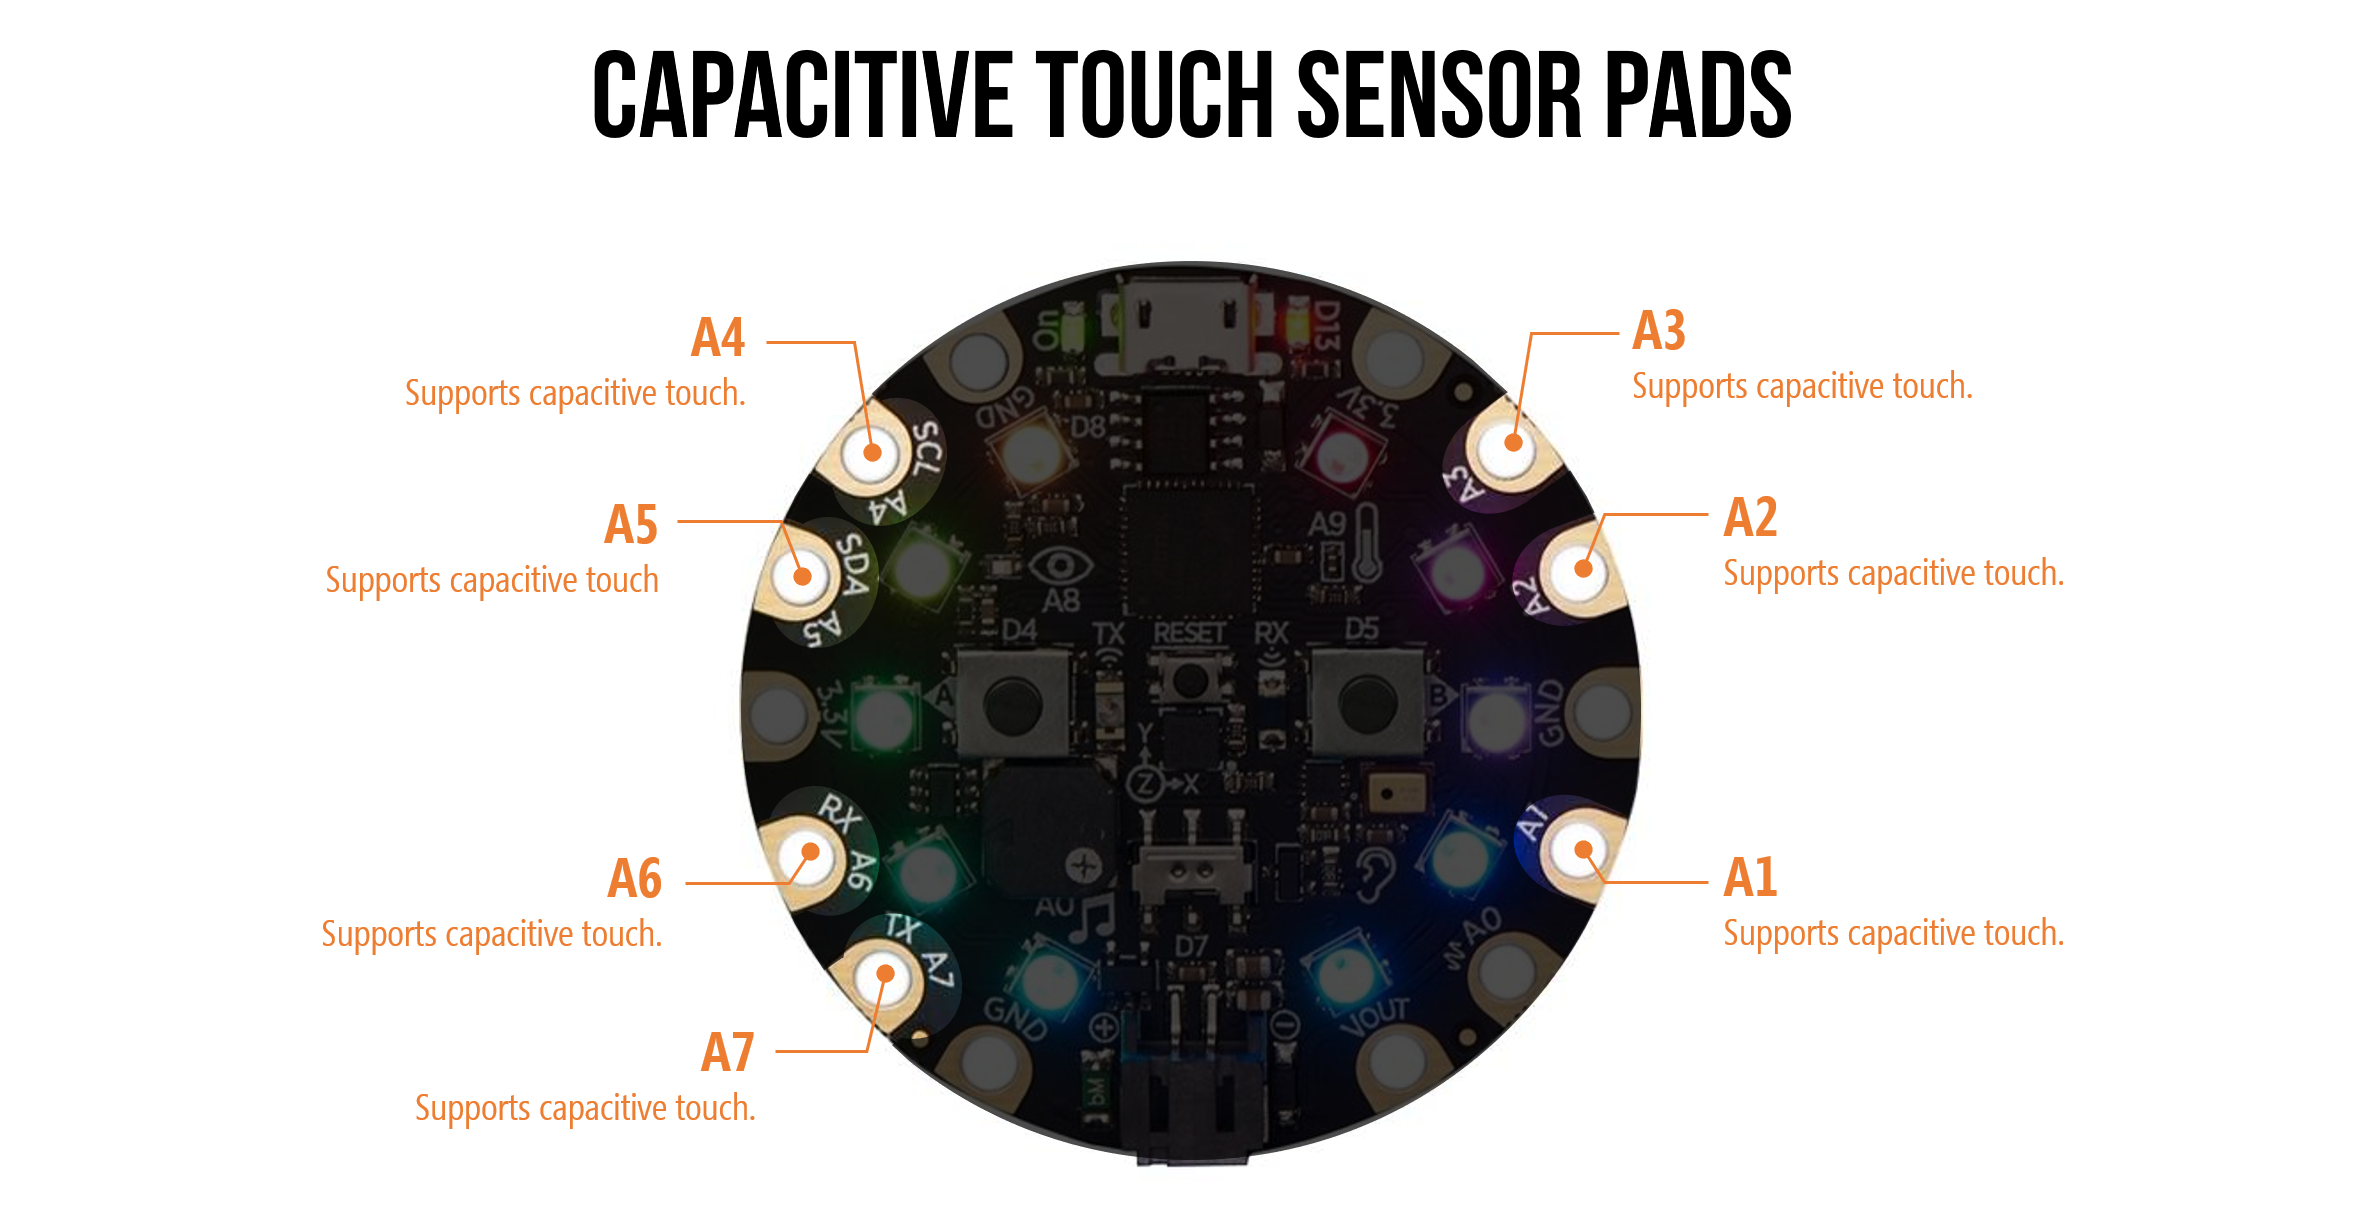 CAPACITIVE TOUCH SENSOR PADS
A4
Supports capacitive touch.
A5
Supports capacitive touch
A6
Supports capacitive touch.
A7
Supports capacitive touch.
A3
Supports capacitive touch.
A2
Supports capacitive touch.
A1
Supports capacitive touch.
On
D13
GND
D8
3.3V
SCL
A4
A3
SDA
A5
A8
A9
A2
D4
TX
RESET
RX
D5
3.3V
A
B
GND
Y
Z
X
RX
A6
A1
A0
TX
A7
D7
A0
GND
VOUT